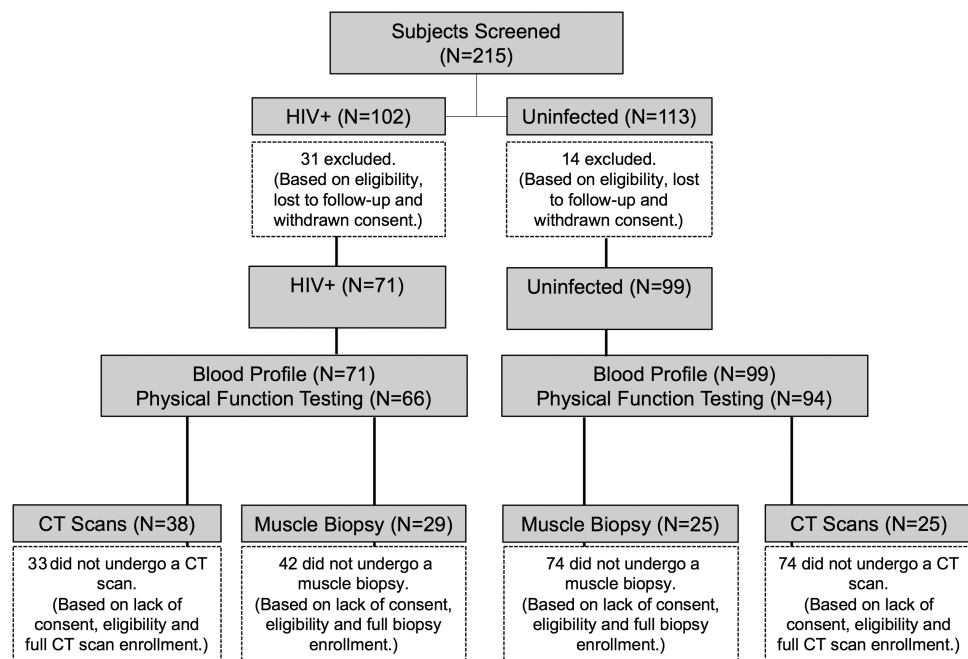 Subjects Screened
(N=215)
HIV+ (N=102)
Uninfected (N=113)
31 excluded.
(Based on eligibility,
lost to follow-up and
withdrawn consent.)
14 excluded.
(Based on eligibility, lost
to follow-up and
withdrawn consent.)
HIV+ (N=71)
Uninfected (N=99)
Blood Profile (N=71)
Physical Function Testing (N=66)
Blood Profile (N=99)
Physical Function Testing (N=94)
CT Scans (N=38)
Muscle Biopsy (N=29)
Muscle Biopsy (N=25)
CT Scans (N=25)
33 did not undergo a CT
scan.
(Based on lack of
consent, eligibility and
full CT scan enrollment.)
42 did not undergo a
muscle biopsy.
(Based on lack of consent,
eligibility and full biopsy
enrollment.)
74 did not undergo a
muscle biopsy.
(Based on lack of consent,
eligibility and full biopsy
enrollment.)
74 did not undergo a CT
scan.
(Based on lack of
consent, eligibility and
full CT scan enrollment.)